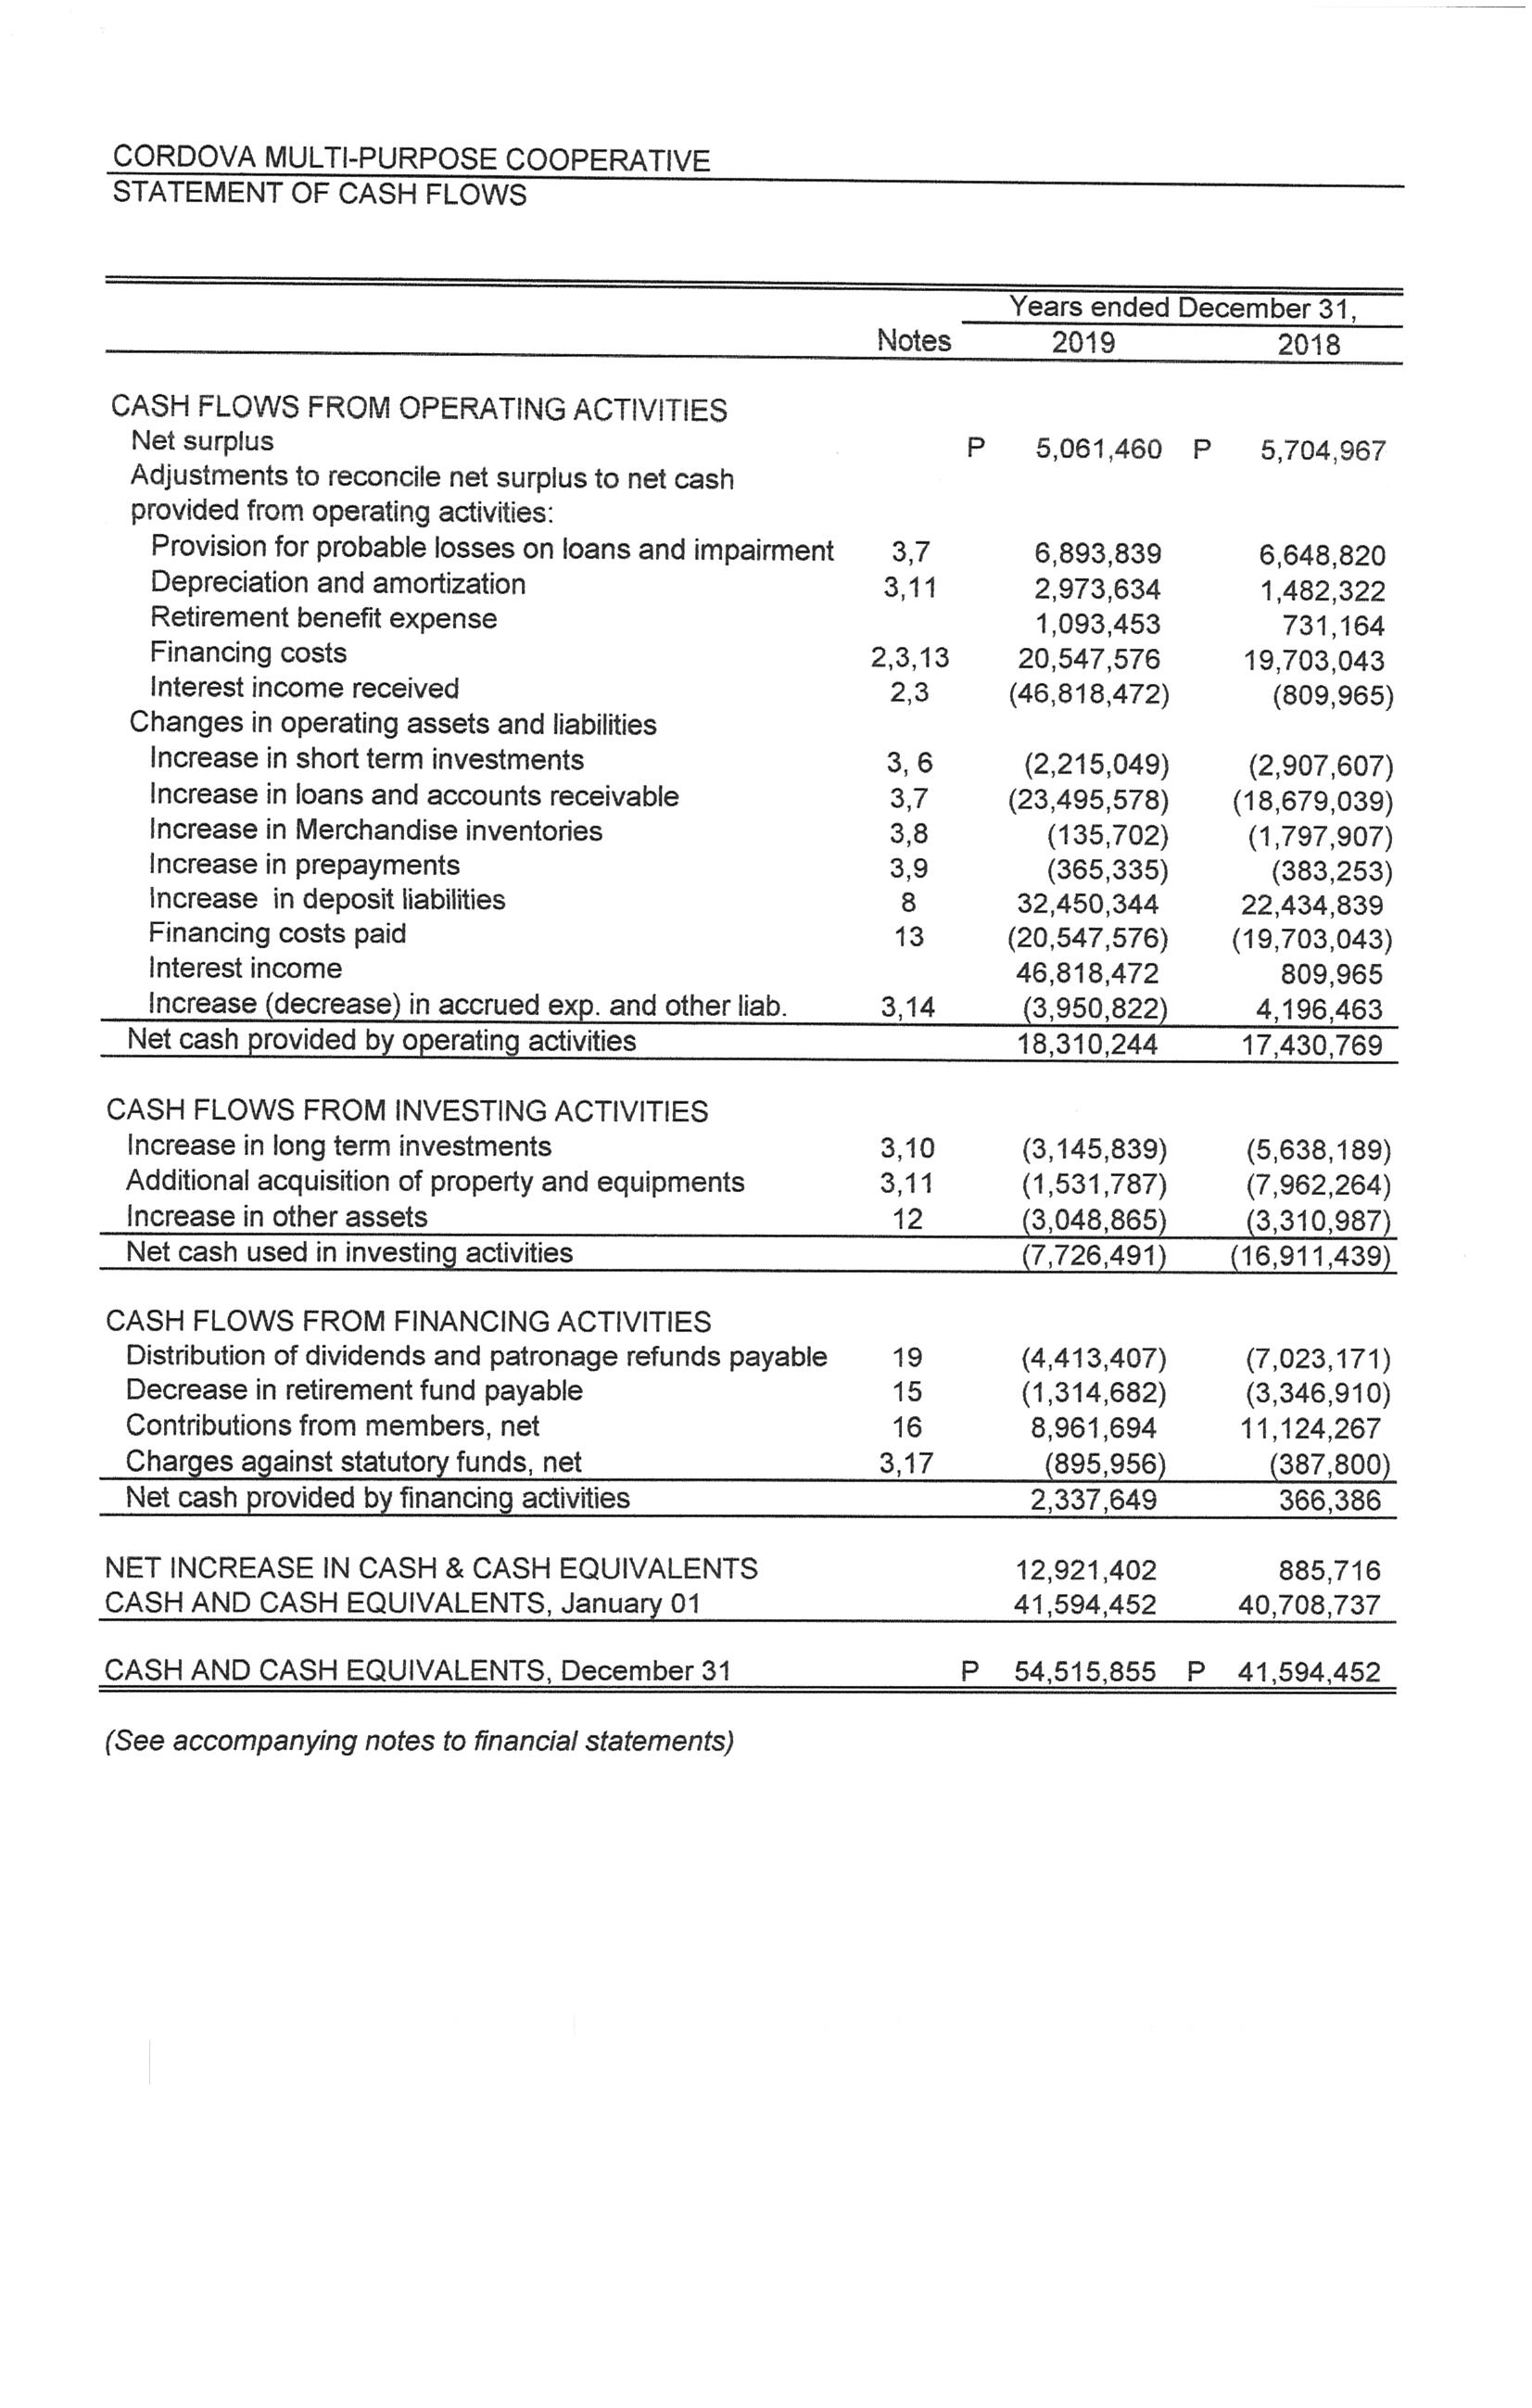 CORDOVA MULTI-PURPOSE COOPERATIVE
STATEMENT OF CASH FLOWS
Years ended December 31,
Notes 2019 2018
CASH FLOWS FROM OPERATING ACTIVITIES
Net surplus P 5,061,460 P 5,704,967
Adjustments to reconcile net surplus to net cash
provided from operating activities:
Provision for probable losses on loans and impairment 3,7 6,893,839 6,648,820
Depreciation and amortization 3,11 2,973,634 1,482,322
Retirement benefit expense 1,093,453 731,164
Financing costs 2,3,13 20,547,576 19,703,043
Interest income received 2,3 (46,818,472) (809,965)
Changes in operating assets and liabilities
Increase in short term investments 3, 6 (2,215,049) (2,907,607)
Increase in loans and accounts receivable 3,7 (23,495,578) (18,679,039)
Increase in Merchandise inventories 3,8 (135,702) (1,797,907)
Increase in prepayments 3,9 (365,335) (383,253)
Increase in deposit liabilities 8 32,450,344 22,434,839
Financing costs paid 13 (20,547,576) (19,703,043)
Interest income 46,818,472 809,965
Increase (decrease) in accrued exp. and other liab. 3,14 (3,950,822) 4,196,463
Net cash provided by operating activities 18,310,244 17,430,769
CASH FLOWS FROM INVESTING ACTIVITIES
Increase in long term investments 3,10 (3,145,839) (5,638,189)
Additional acquisition of property and equipments 3,11 (1,531,787) (7,962,264)
Increase in other assets 12 (3,048,865) (3,310,987)
Net cash used in investing activities (7,726,491) (16,911,439)
CASH FLOWS FROM FINANCING ACTIVITIES
Distribution of dividends and patronage refunds payable 19 (4,413,407) (7,023,171)
Decrease in retirement fund payable 15 (1,314,682) (3,346,910)
Contributions from members, net 16 8,961,694 11,124,267
Charges against statutory funds, net 3,17 (895,956) (387,800)
Net cash provided by financing activities 2,337,649 366,386
NET INCREASE IN CASH & CASH EQUIVALENTS 12,921,402 885,716
CASH AND CASH EQUIVALENTS, January 01 41,594,452 40,708,737
CASH AND CASH EQUIVALENTS, December 31 P 54,515,855 P 41,594,452
(See accompanying notes to financial statements)